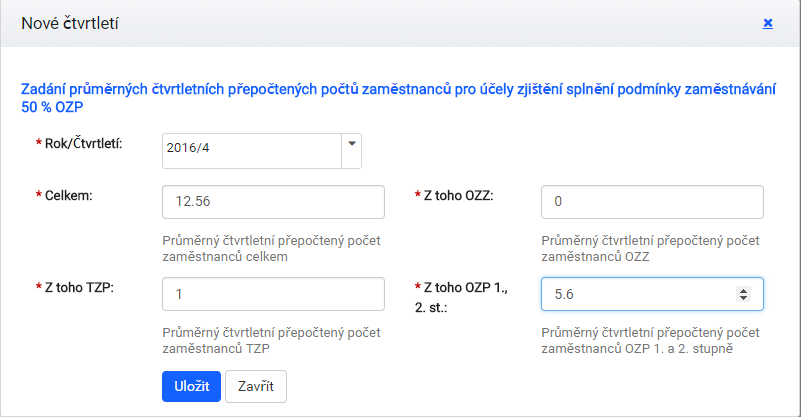 Nové čtvrtletí
x
Zadání průměrných čtvrtletních přepočtených počtů zaměstnanců pro účely zjištění splnění podmínky zaměstnávání
50 % OZP
* Rok/Čtvrtletí:
2016/4
* Celkem:
12.56
* Z toho OZZ:
0
Průměrný čtvrtletní přepočtený počet
zaměstnanců celkem
Průměrný čtvrtletní přepočtený počet
zaměstnanců OZZ
* Z toho TZP:
1
* Z toho OZP 1.,
2. st.:
5.6
Průměrný čtvrtletní přepočtený počet
zaměstnanců TZP
Průměrný čtvrtletní přepočtený počet
zaměstnanců OZP 1. a 2. stupně
Uložit
Zavřít